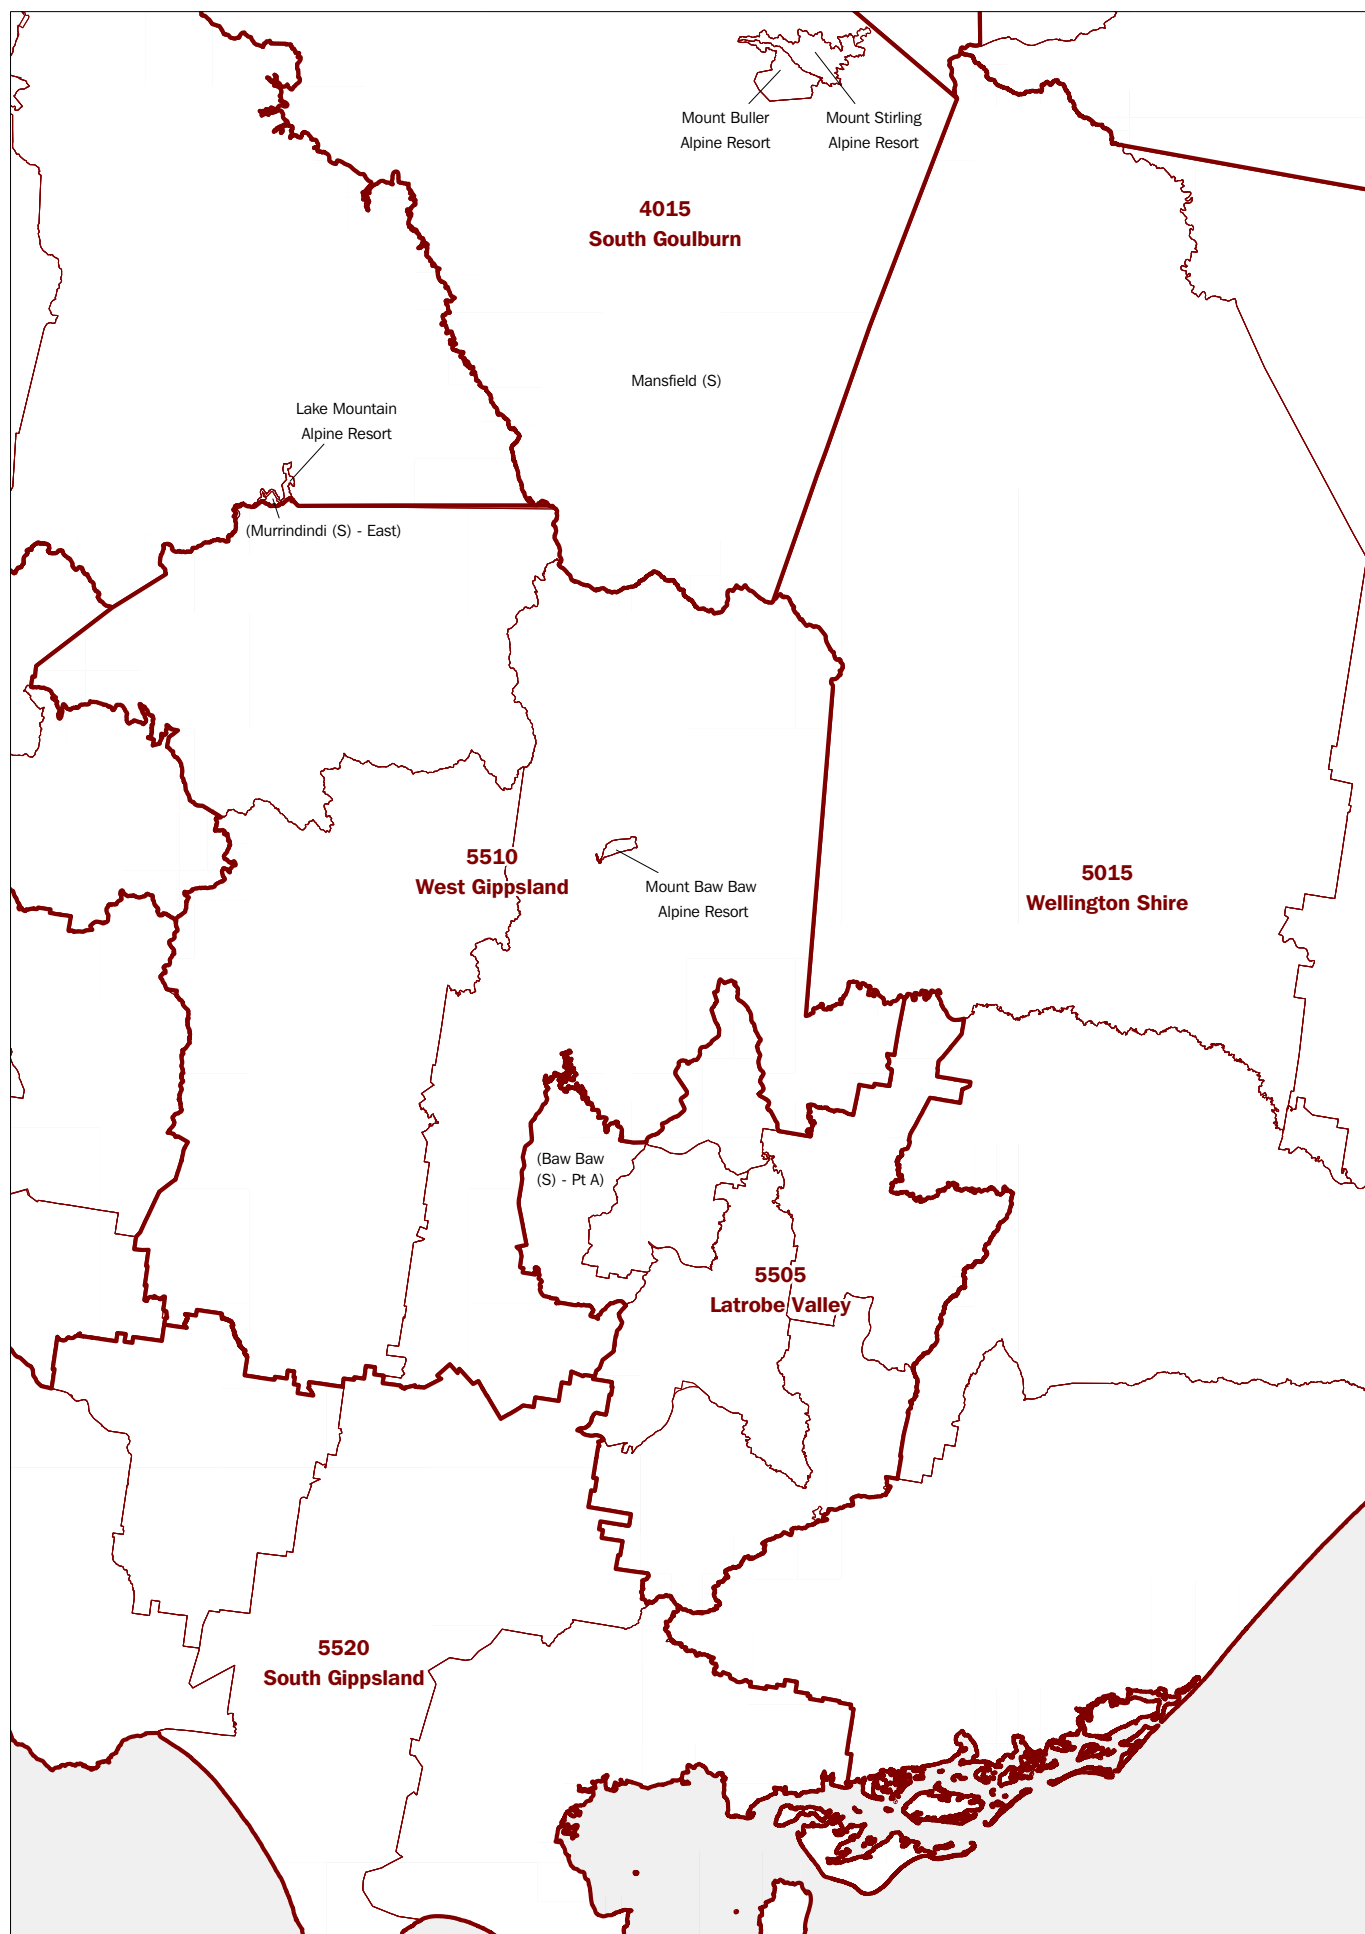 Mount Buller
Alpine Resort
Mount Stirling
Alpine Resort
4015
South Goulburn
Mansfield (S)
Lake Mountain
Alpine Resort
(Murrindindi (S) - East)
5510
West Gippsland
Mount Baw Baw
Alpine Resort
5015
Wellington Shire
(Baw Baw
(S) - Pt A)
5505
Latrobe Valley
5520
South Gippsland